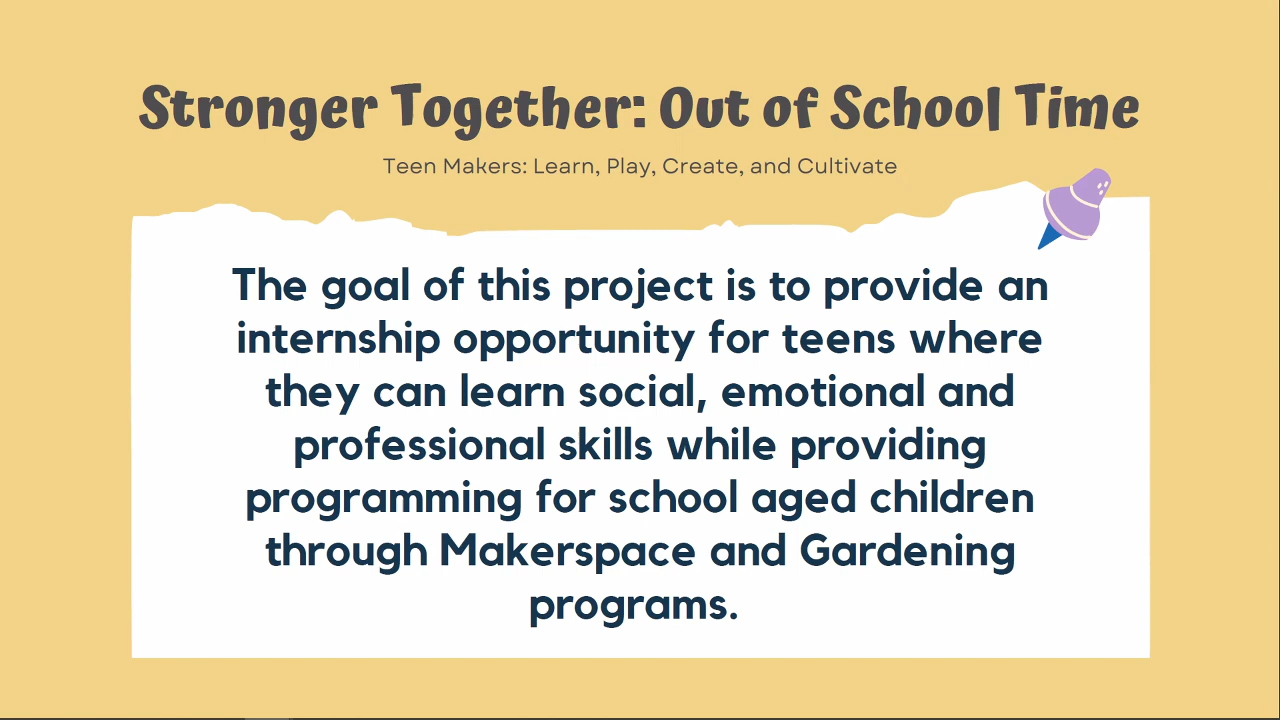 Stronger Together: Out of School Time
Teen Makers: Learn, Play, Create, and Cultivate
The goal of this project is to provide an
internship opportunity for teens where
they can learn social, emotional and
professional skills while providing
programming for school aged children
through Makerspace and Gardening
programs.